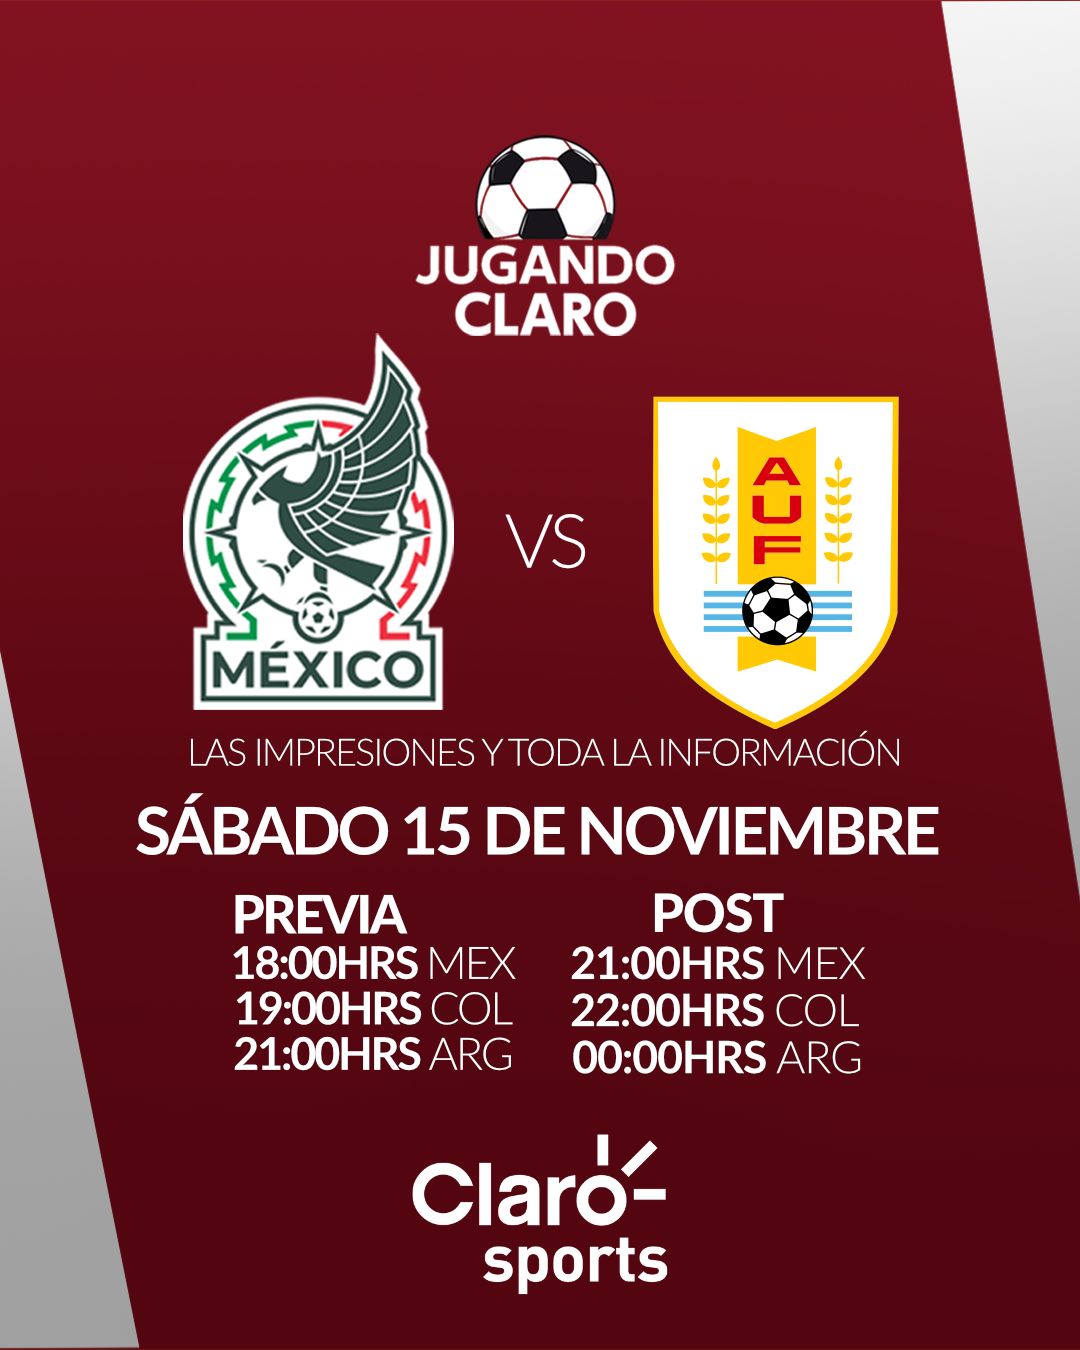 JUGANDO
CLARO
MÉXICO
VS
A
U
F
LAS IMPRESIONES Y TODA LA INFORMACIÓN
SÁBADO 15 DE NOVIEMBRE
PREVIA
18:00HRS MEX
19:00HRS COL
21:00HRS ARG
POST
21:00HRS MEX
22:00HRS COL
00:00HRS ARG
Claro
sports